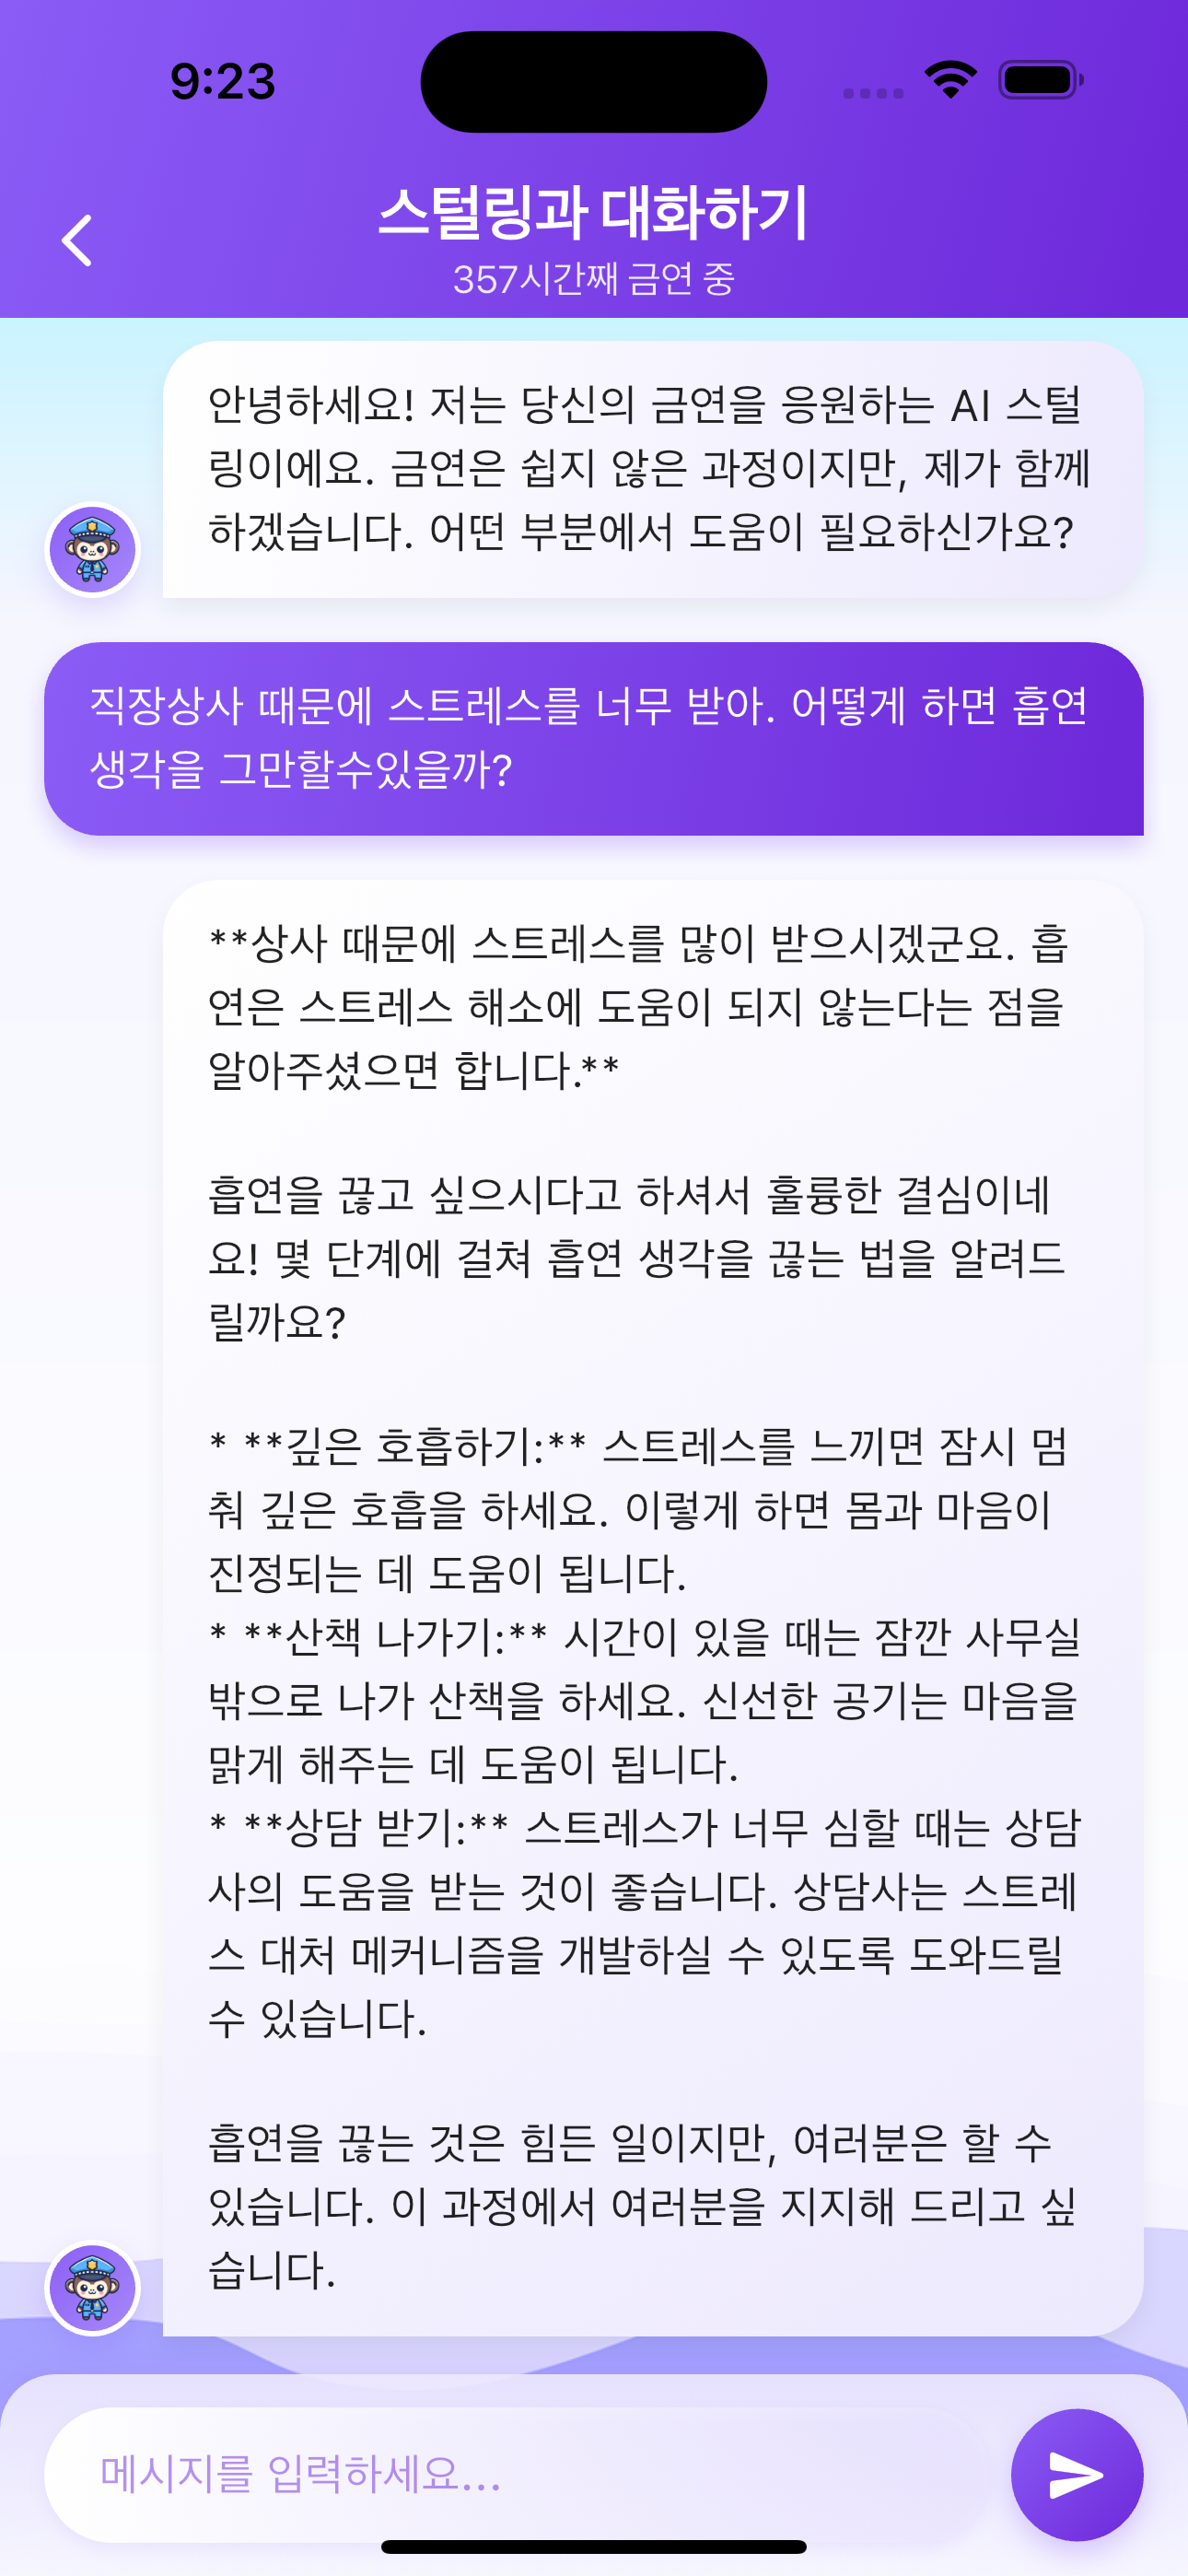 9:23
스털링과 대화하기
357시간째 금연 중
안녕하세요! 저는 당신의 금연을 응원하는 AI 스털
링이에요. 금연은 쉽지 않은 과정이지만, 제가 함께
하겠습니다. 어떤 부분에서 도움이 필요하신가요?
직장상사 때문에 스트레스를 너무 받아. 어떻게 하면 흡연
생각을 그만할수있을까?
**상사 때문에 스트레스를 많이 받으시겠군요. 흡
연은 스트레스 해소에 도움이 되지 않는다는 점을
알아주셨으면 합니다.**
흡연을 끊고 싶으시다고 하셔서 훌륭한 결심이네
요! 몇 단계에 걸쳐 흡연 생각을 끊는 법을 알려드
릴까요?
* **깊은 호흡하기:** 스트레스를 느끼면 잠시 멈
춰 깊은 호흡을 하세요. 이렇게 하면 몸과 마음이
진정되는 데 도움이 됩니다.
* **산책 나가기:** 시간이 있을 때는 잠깐 사무실
밖으로 나가 산책을 하세요. 신선한 공기는 마음을
맑게 해주는 데 도움이 됩니다.
* **상담 받기:** 스트레스가 너무 심할 때는 상담
사의 도움을 받는 것이 좋습니다. 상담사는 스트레
스 대처 메커니즘을 개발하실 수 있도록 도와드릴
수 있습니다.
흡연을 끊는 것은 힘든 일이지만, 여러분은 할 수
있습니다. 이 과정에서 여러분을 지지해 드리고 싶
습니다.
메시지를 입력하세요...